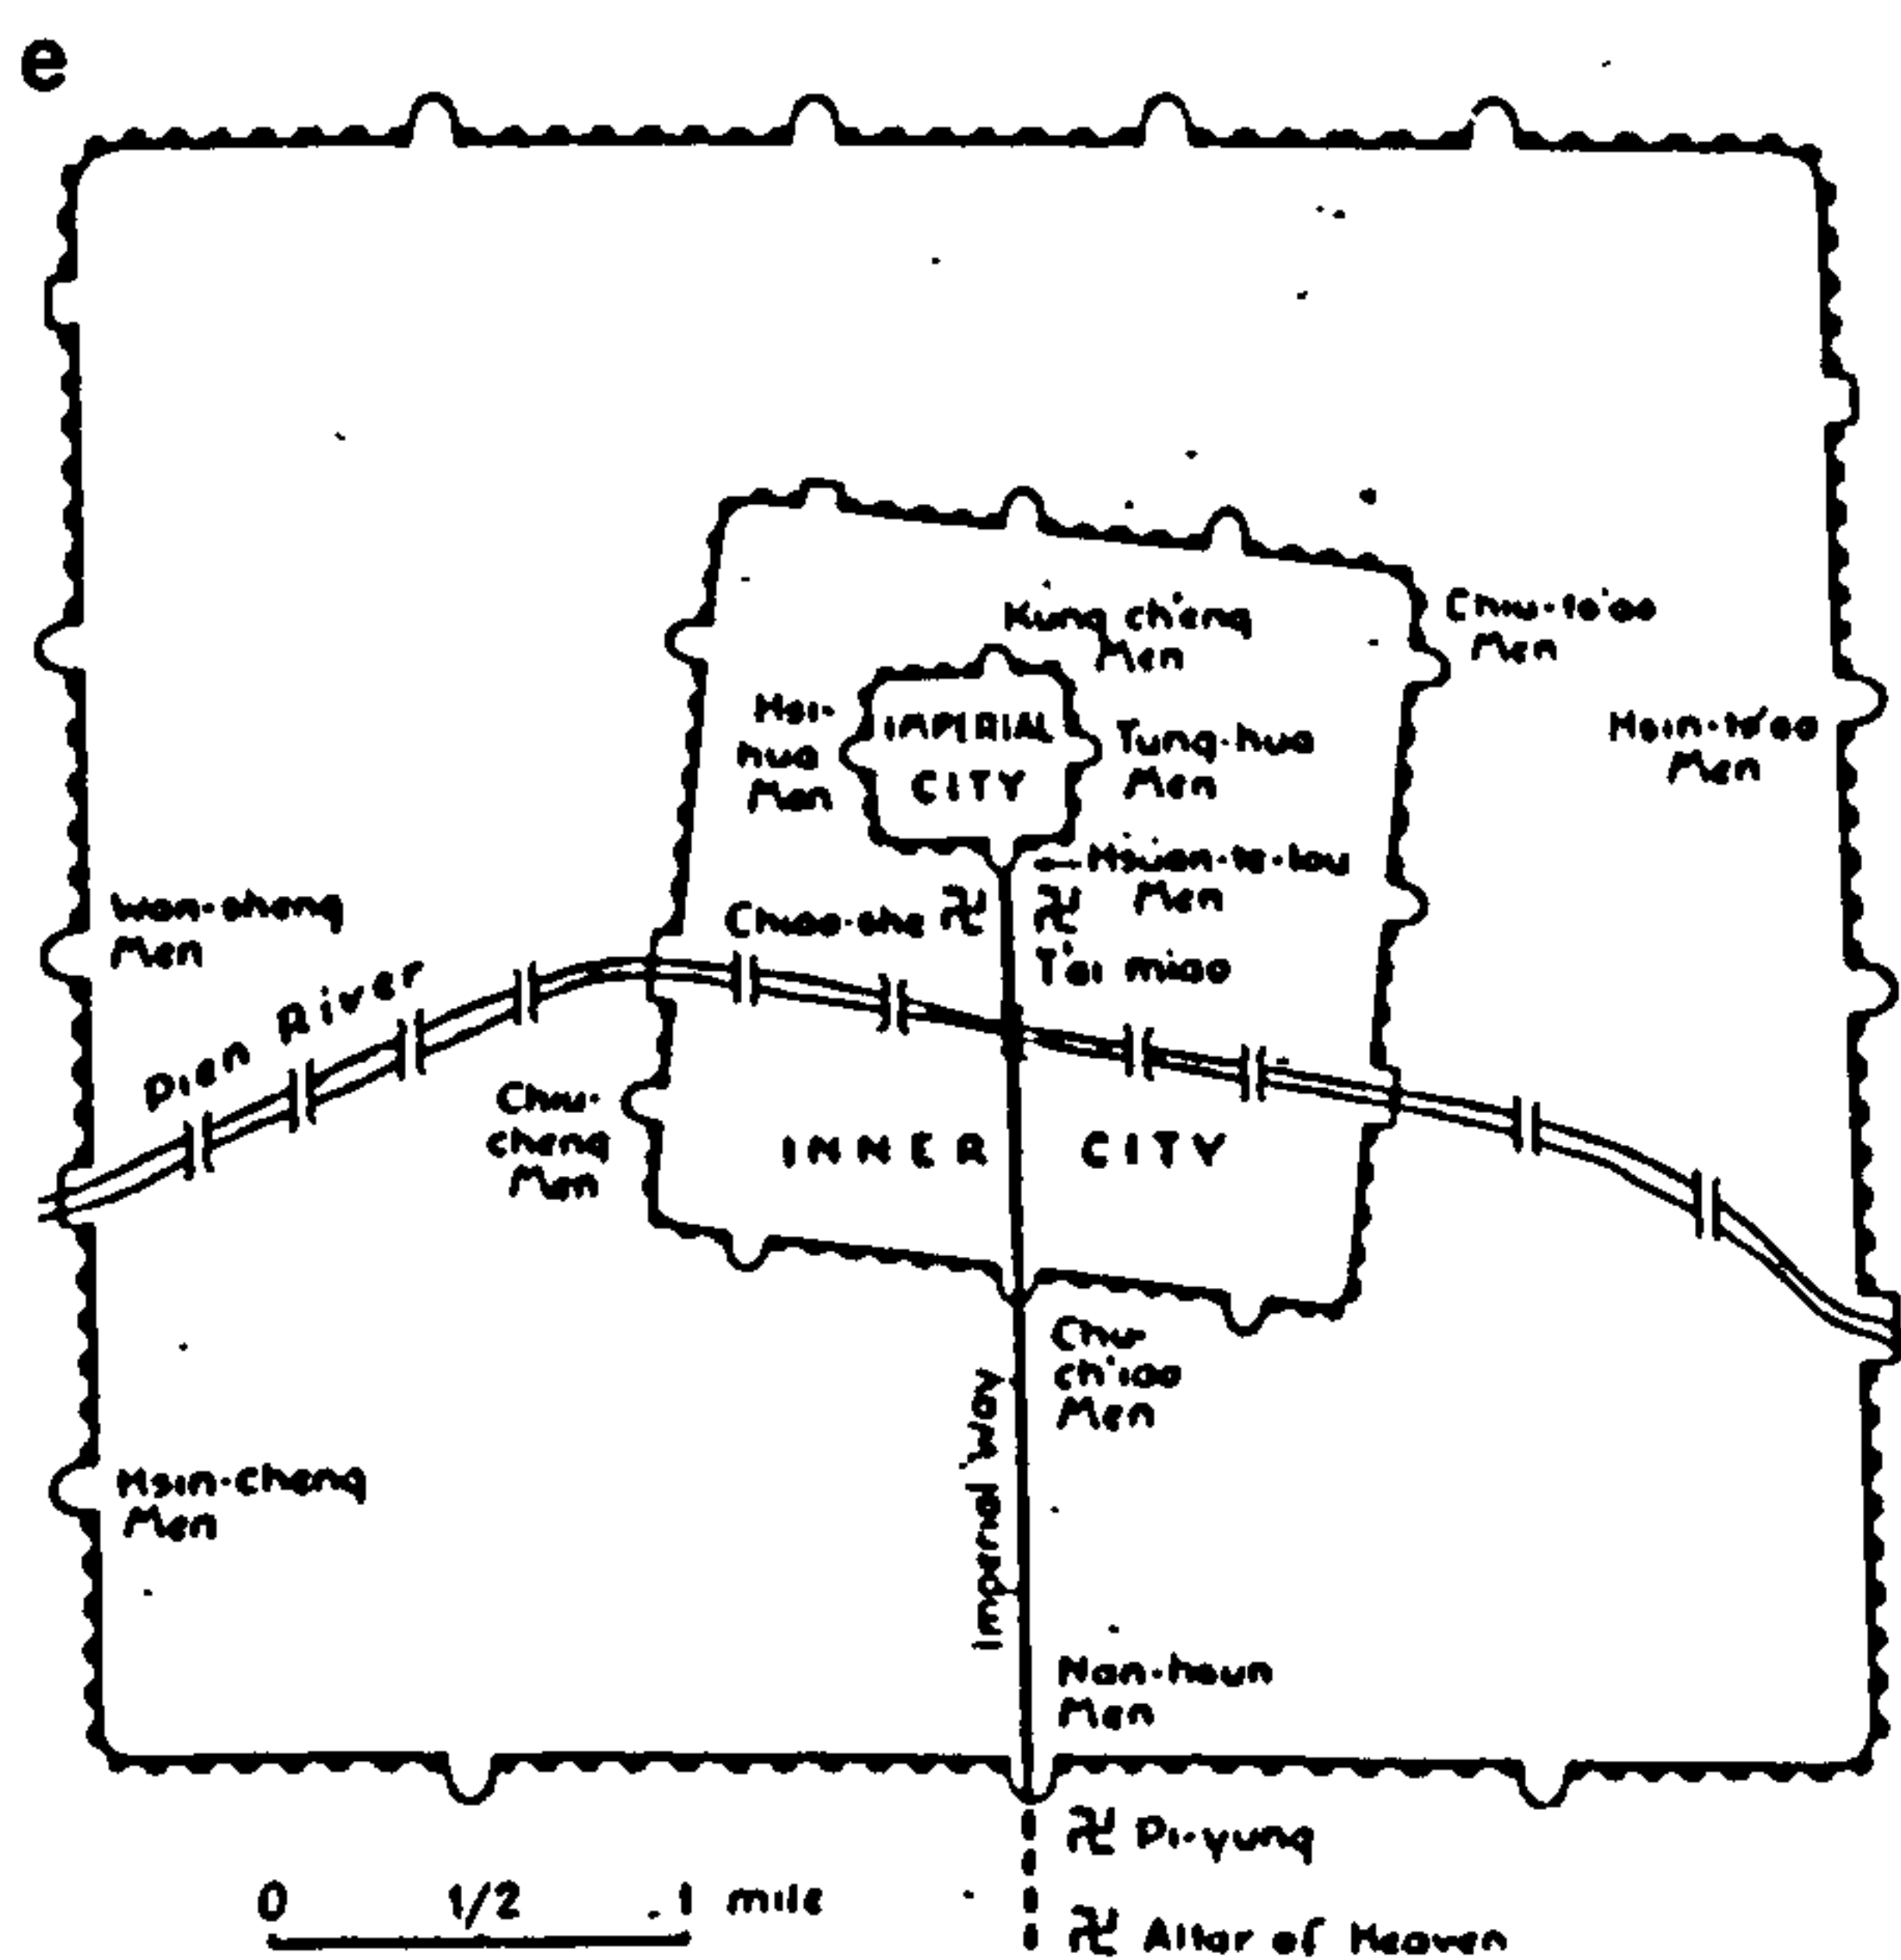 e
Kung ch'eng
Men
Chiu-ts'ao
Men
Hsi-
hua
Men
IMPERIAL
CITY
Tung-hua
Men
Hsin-ts'ao
Men
Hsüan-te-lou
Men
Wan-sheng
Men
Chao-she
T'ai miao
Pien River
Chiu-
cheng
Men
INNER CITY
Chu
ch'iao
Men
Imperial Way
Hsin-cheng
Men
Nan-hsun
Men
Pi-yung
0 1/2 1 mile
Altar of Heaven